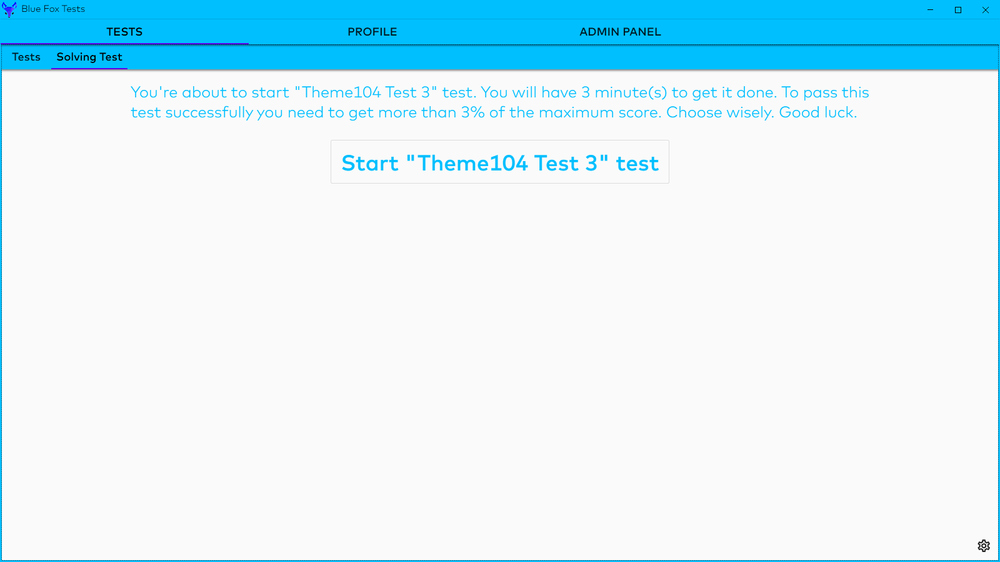 Blue Fox Tests
TESTS
PROFILE
ADMIN PANEL
Tests
Solving Test
You're about to start "Theme104 Test 3" test. You will have 3 minute(s) to get it done. To pass this
test successfully you need to get more than 3% of the maximum score. Choose wisely. Good luck.
Start "Theme104 Test 3" test